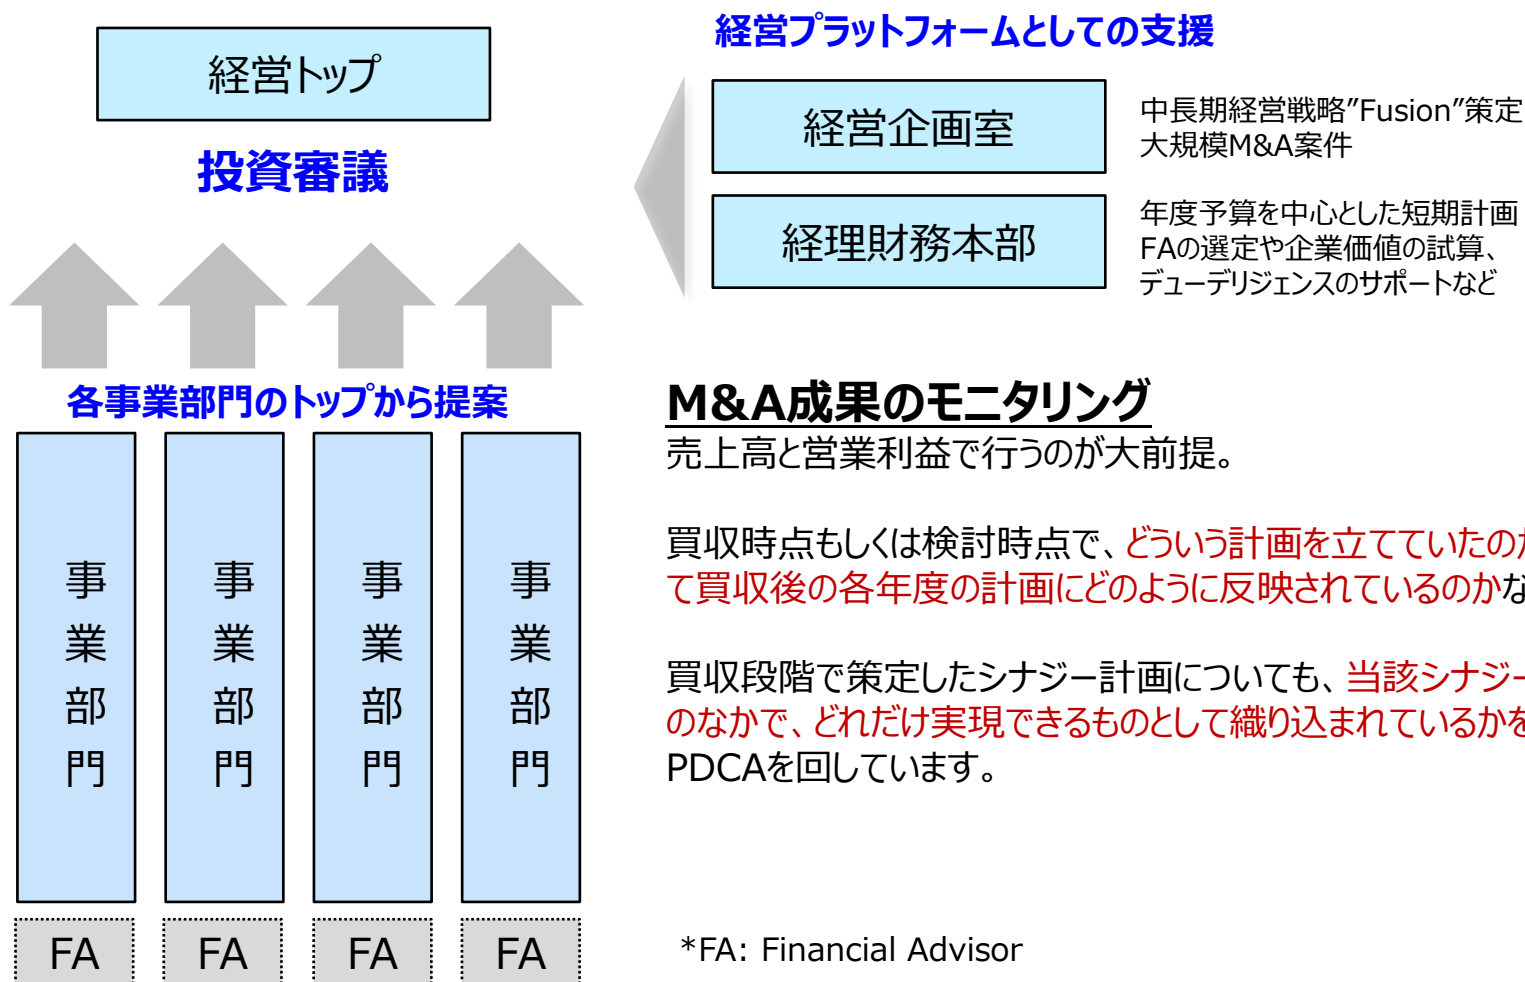 経営トップ
投資審議
各事業部門のトップから提案
事業部門
事業部門
事業部門
事業部門
FA
FA
FA
FA
経営プラットフォームとしての支援
経営企画室
中長期経営戦略”Fusion”策定
大規模M&A案件
経理財務本部
年度予算を中心とした短期計画
FAの選定や企業価値の試算、
デューデリジェンスのサポートなど
M&A成果のモニタリング
売上高と営業利益で行うのが大前提。
買収時点もしくは検討時点で、どういう計画を立てていたのか
て買収後の各年度の計画にどのように反映されているのかな
買収段階で策定したシナジー計画についても、当該シナジー
のなかで、どれだけ実現できるものとして織り込まれているかを
PDCAを回しています。
*FA: Financial Advisor